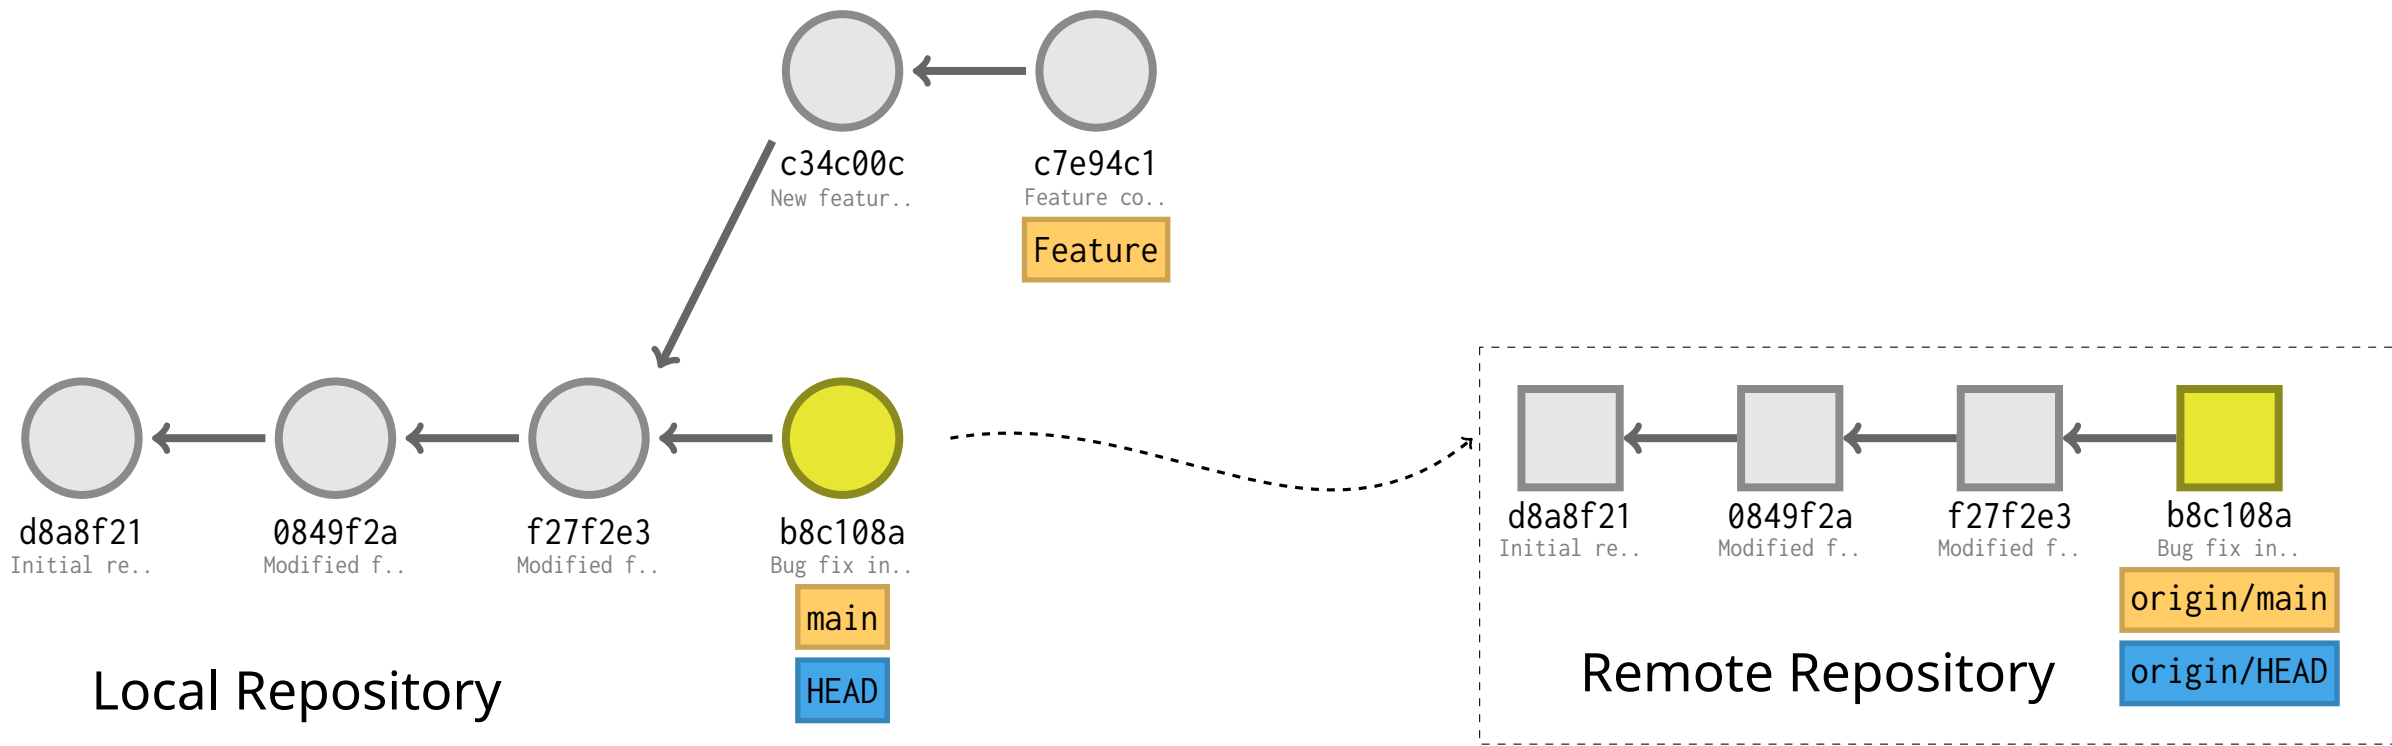 c34c00c
New featur..
c7e94c1
Feature co..
Feature
d8a8f21
Initial re..
0849f2a
Modified f..
f27f2e3
Modified f..
b8c108a
Bug fix in..
main
HEAD
Local Repository
d8a8f21
Initial re..
0849f2a
Modified f..
f27f2e3
Modified f..
b8c108a
Bug fix in..
origin/main
origin/HEAD
Remote Repository